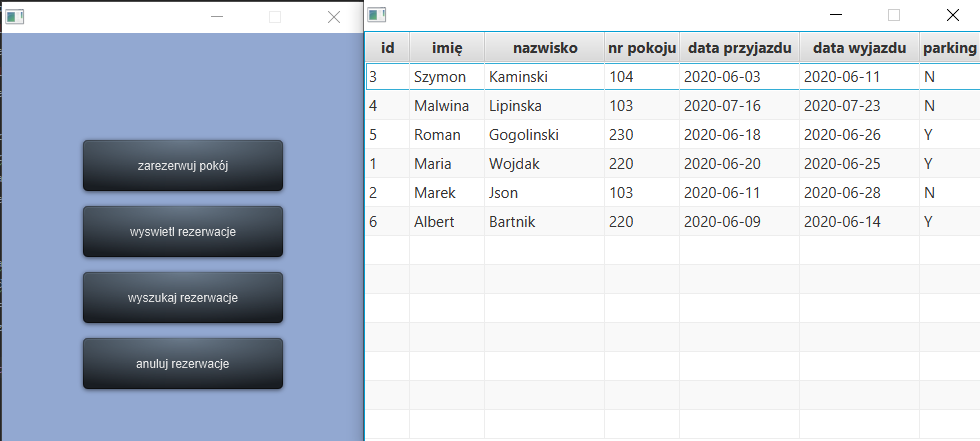 zarezerwuj pokój
wyswietl rezerwacje
wyszukaj rezerwacje
anuluj rezerwacje
id imię nazwisko nr pokoju data przyjazdu data wyjazdu parking
3 Szymon Kaminski 104 2020-06-03 2020-06-11 N
4 Malwina Lipinska 103 2020-07-16 2020-07-23 N
5 Roman Gogolinski 230 2020-06-18 2020-06-26 Y
1 Maria Wojdak 220 2020-06-20 2020-06-25 Y
2 Marek Json 103 2020-06-11 2020-06-28 N
6 Albert Bartnik 220 2020-06-09 2020-06-14 Y